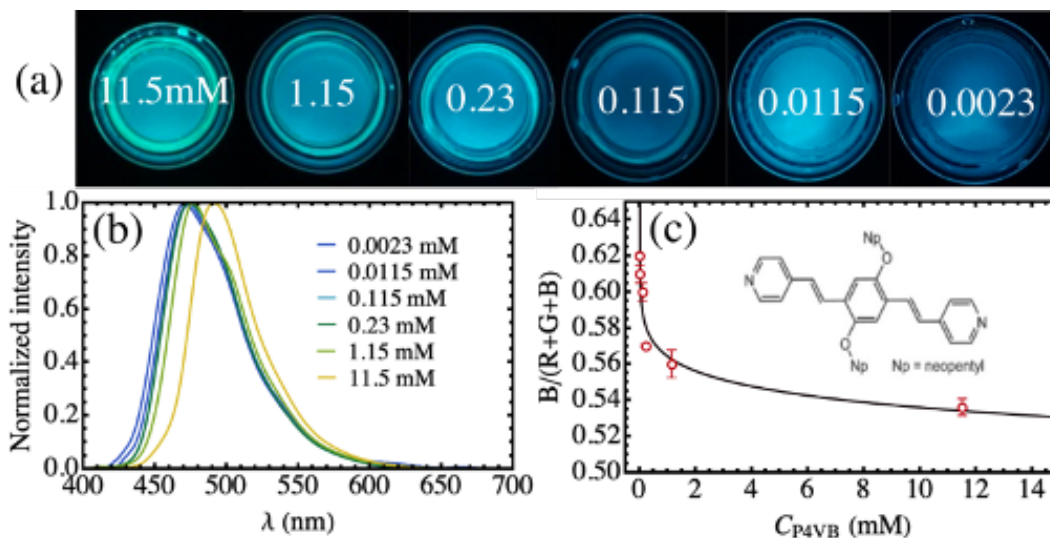 (a)
11.5mM 1.15 0.23 0.115 0.0115 0.0023
(b)
Normalized intensity
1.0
0.8
0.6
0.4
0.2
0.0
400 450 500 550 600 650 700
λ (nm)
0.0023 mM
0.0115 mM
0.115 mM
0.23 mM
1.15 mM
11.5 mM
(c)
B/(R+G+B)
0.64
0.62
0.60
0.58
0.56
0.54
0.52
0.50
0 2 4 6 8 10 12 14
C_P4VB (mM)
Np
O
N
N
O
Np
Np = neopentyl